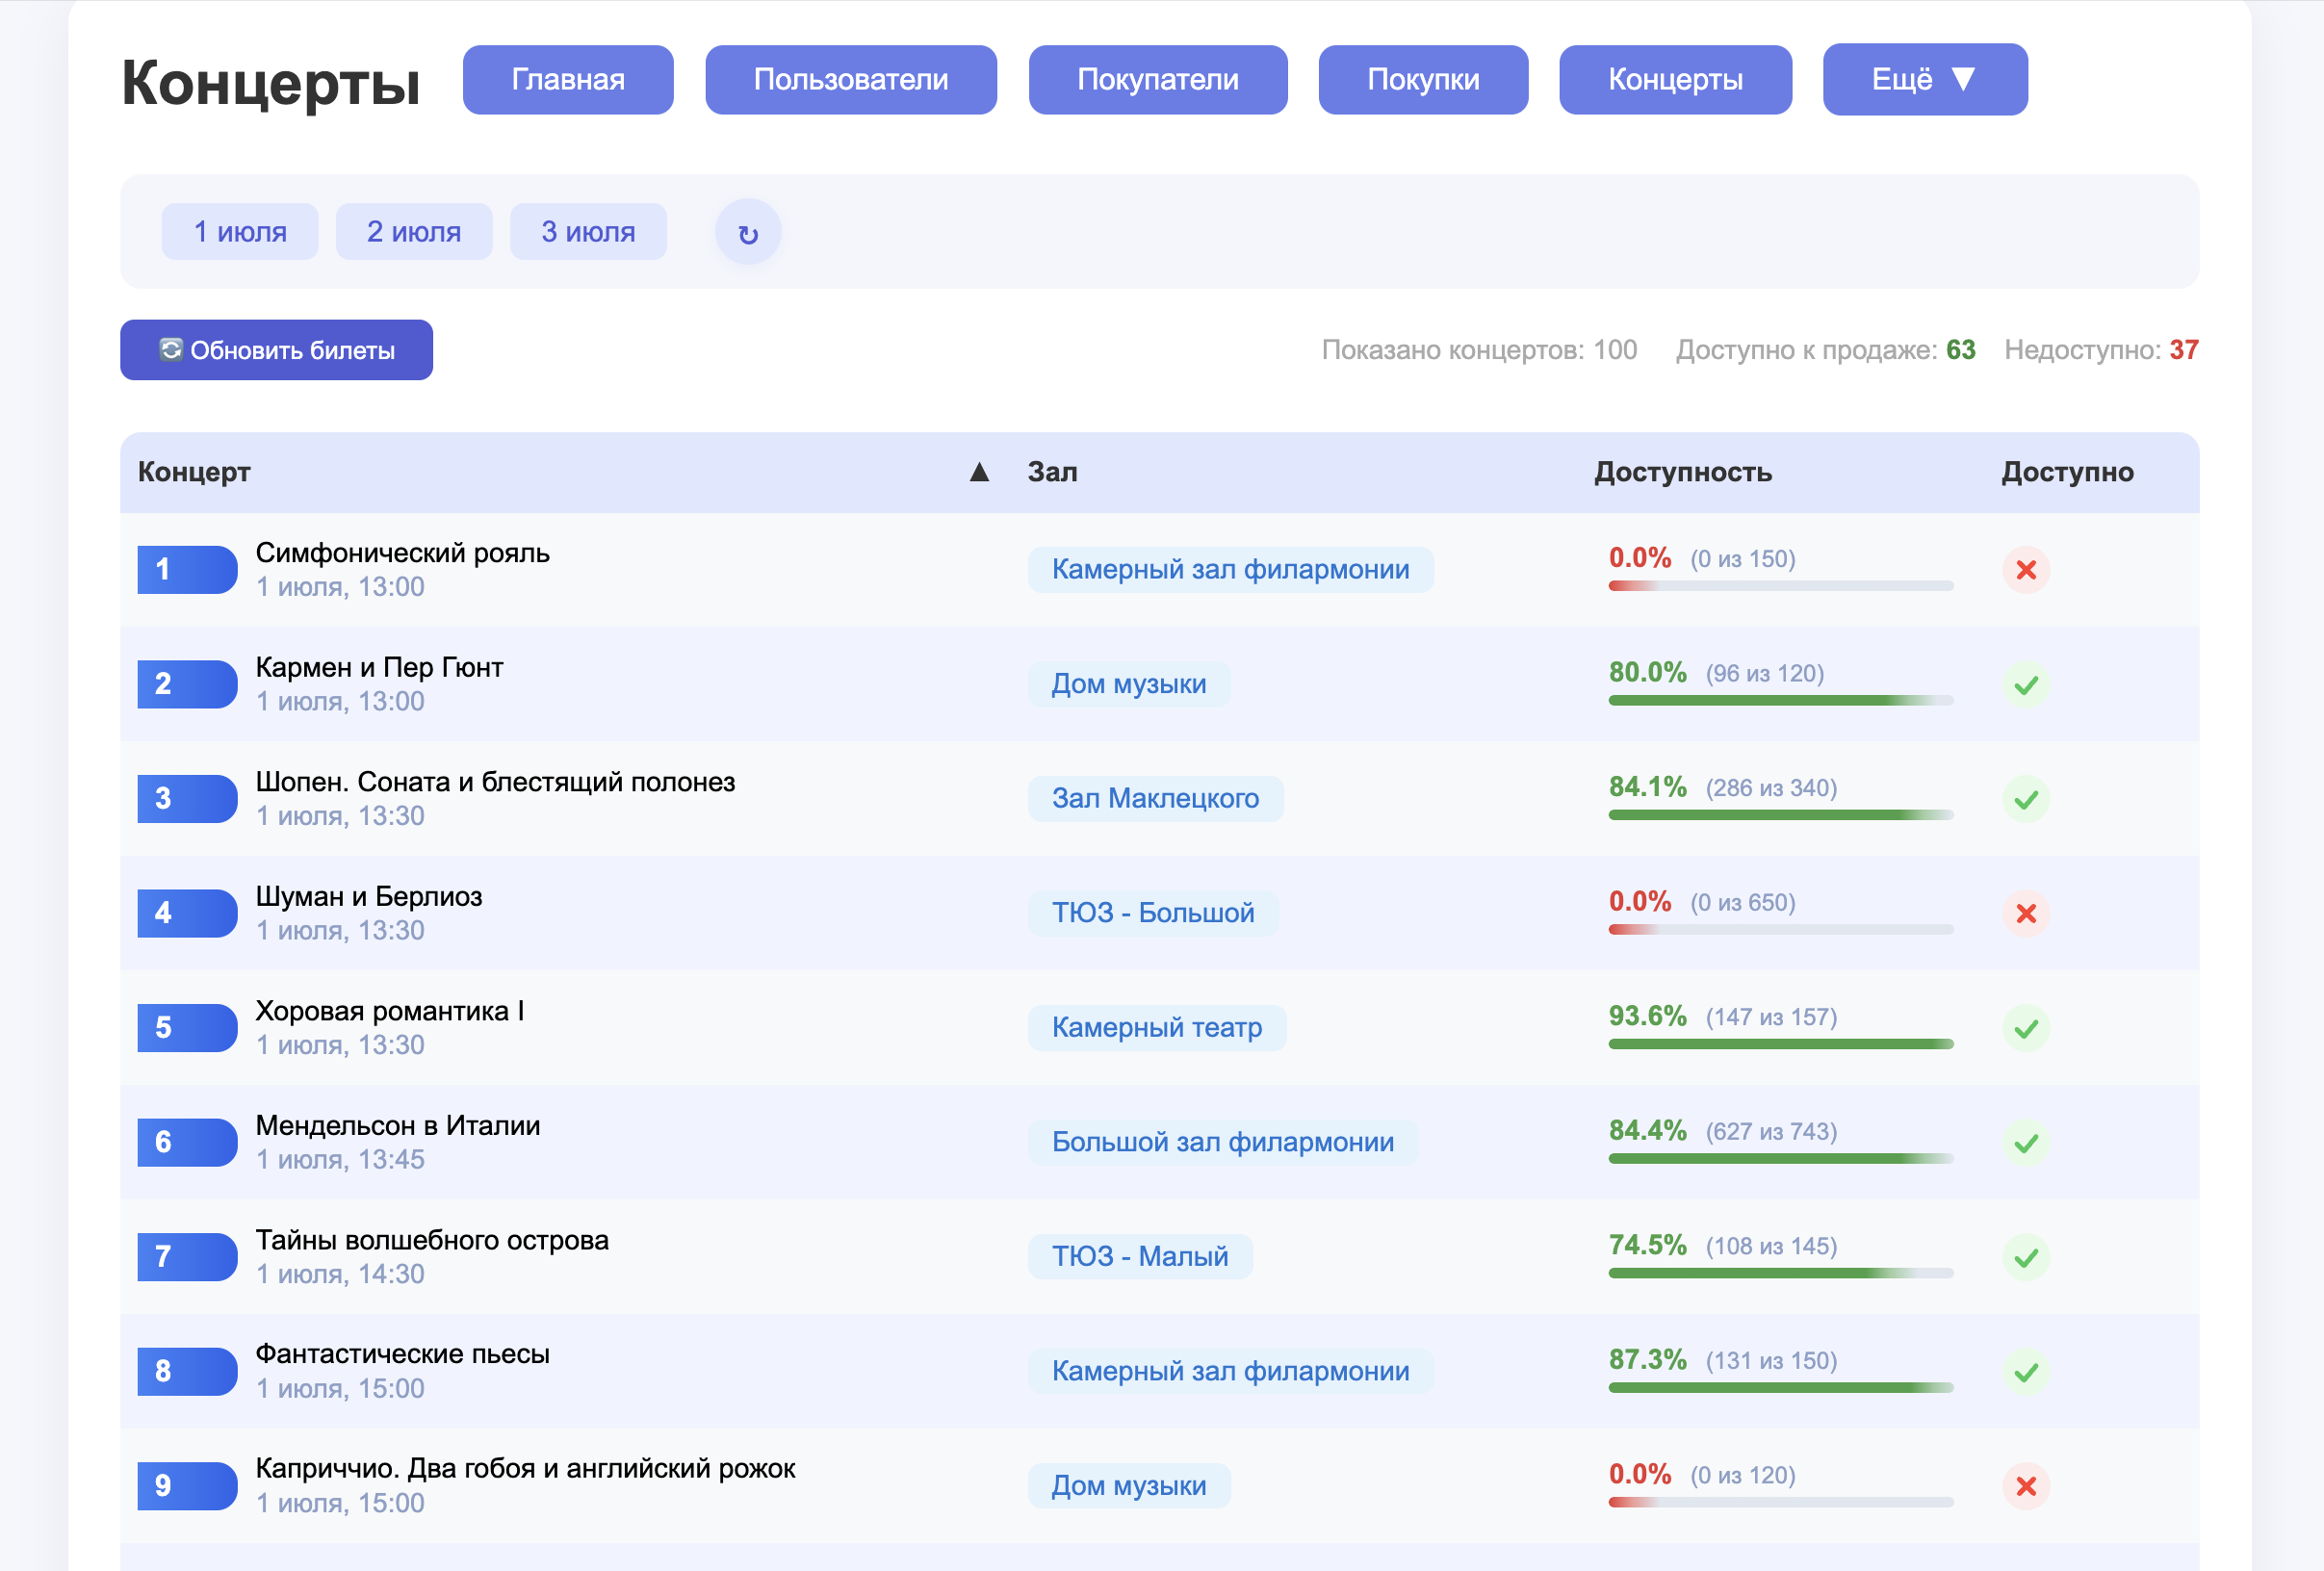 Концерты Главная Пользователи Покупатели Покупки Концерты Ещё ▼
1 июля 2 июля 3 июля ↻
Обновить билеты Показано концертов: 100 Доступно к продаже: 63 Недоступно: 37
Концерт ▲ Зал Доступность Доступно
1 Симфонический рояль Камерный зал филармонии 0.0% (0 из 150)
1 июля, 13:00
2 Кармен и Пер Гюнт Дом музыки 80.0% (96 из 120)
1 июля, 13:00
3 Шопен. Соната и блестящий полонез Зал Маклецкого 84.1% (286 из 340)
1 июля, 13:30
4 Шуман и Берлиоз ТЮЗ - Большой 0.0% (0 из 650)
1 июля, 13:30
5 Хоровая романтика I Камерный театр 93.6% (147 из 157)
1 июля, 13:30
6 Мендельсон в Италии Большой зал филармонии 84.4% (627 из 743)
1 июля, 13:45
7 Тайны волшебного острова ТЮЗ - Малый 74.5% (108 из 145)
1 июля, 14:30
8 Фантастические пьесы Камерный зал филармонии 87.3% (131 из 150)
1 июля, 15:00
9 Каприччио. Два гобоя и английский рожок Дом музыки 0.0% (0 из 120)
1 июля, 15:00